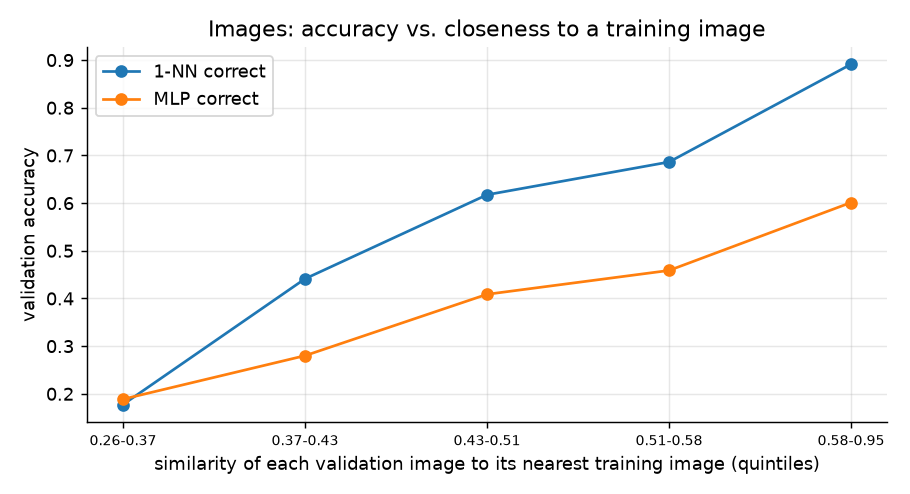 Images: accuracy vs. closeness to a training image
1-NN correct
MLP correct
validation accuracy
0.9
0.8
0.7
0.6
0.5
0.4
0.3
0.2
0.26-0.37 0.37-0.43 0.43-0.51 0.51-0.58 0.58-0.95
similarity of each validation image to its nearest training image (quintiles)